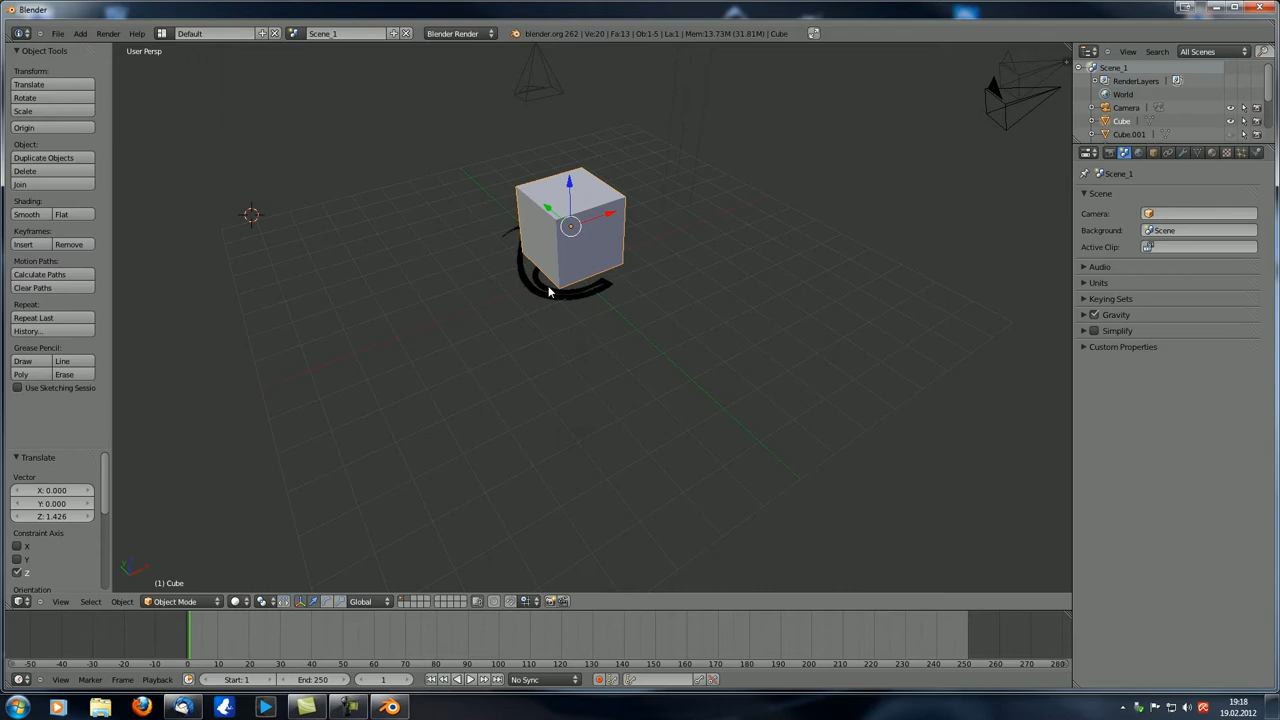 Blender
File Add Render Help Default Scene_1 Blender Render blender.org 262 | Ve:20 | Fa:13 | Ob:1-5 | La:1 | Mem:13.73M (31.81M) | Cube
Object Tools
Transform:
Translate
Rotate
Scale
Origin
Object:
Duplicate Objects
Delete
Join
Shading:
Smooth Flat
Keyframes:
Insert Remove
Motion Paths:
Calculate Paths
Clear Paths
Repeat:
Repeat Last
History...
Grease Pencil:
Draw Line
Poly Erase
Use Sketching Sessio
Translate
Vector
X: 0.000
Y: 0.000
Z: 1.426
Constraint Axis
X
Y
Z
Orientation
User Persp
(1) Cube
View Select Object Object Mode Global
View Search All Scenes
Scene_1
RenderLayers
World
Camera
Cube
Cube.001
Scene_1
Scene
Camera:
Background: Scene
Active Clip:
Audio
Units
Keying Sets
Gravity
Simplify
Custom Properties
-50 -40 -30 -20 -10 0 10 20 30 40 50 60 70 80 90 100 110 120 130 140 150 160 170 180 190 200 210 220 230 240 250 260 270 280
View Marker Frame Playback Start: 1 End: 250 1 No Sync
19:18
19.02.2012